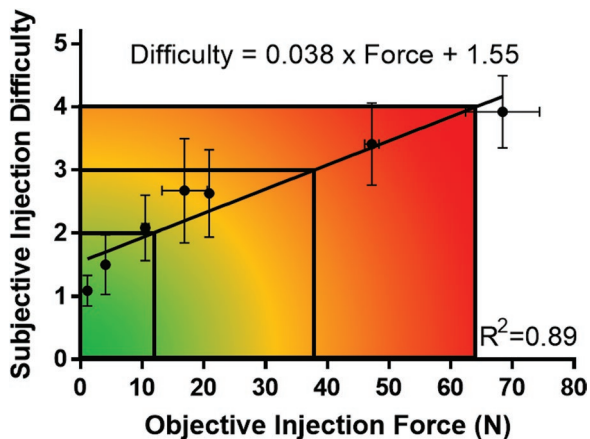 Difficulty = 0.038 x Force + 1.55
Subjective Injection Difficulty
5
4
3
2
1
0
R²=0.89
0 10 20 30 40 50 60 70 80
Objective Injection Force (N)